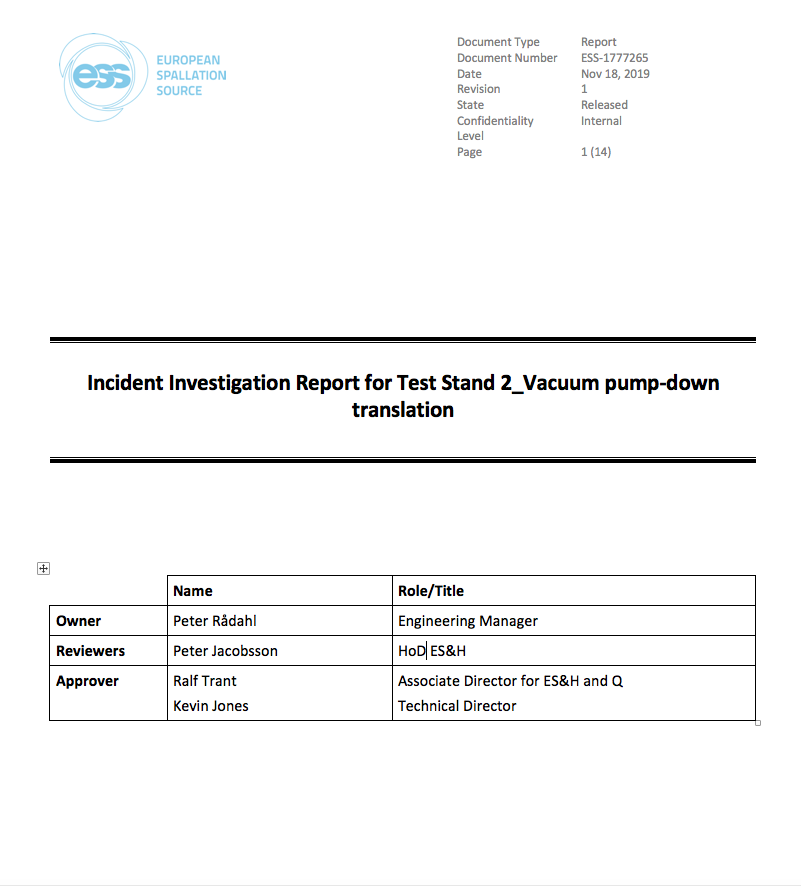 ess
EUROPEAN
SPALLATION
SOURCE
Document Type Report
Document Number ESS-1777265
Date Nov 18, 2019
Revision 1
State Released
Confidentiality Internal
Level
Page 1 (14)
Incident Investigation Report for Test Stand 2_Vacuum pump-down
translation
Name Role/Title
Owner Peter Rådahl Engineering Manager
Reviewers Peter Jacobsson HoD ES&H
Approver Ralf Trant Associate Director for ES&H and Q
Kevin Jones Technical Director